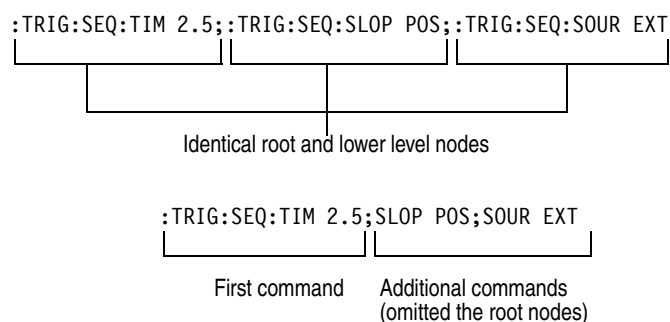 :TRIG:SEQ:TIM 2.5;:TRIG:SEQ:SLOP POS;:TRIG:SEQ:SOUR EXT
Identical root and lower level nodes
:TRIG:SEQ:TIM 2.5;SLOP POS;SOUR EXT
First command
Additional commands
(omitted the root nodes)